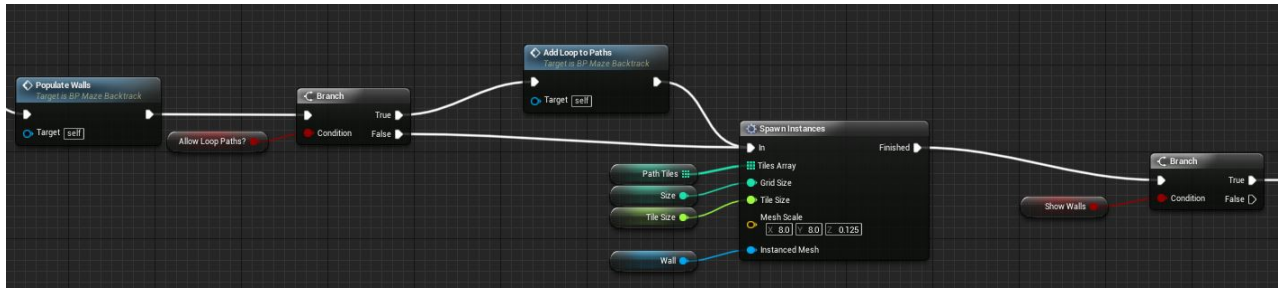 Populate Walls
Target is BP Maze Backtrack
Target self
Allow Loop Paths?
Branch
True
Condition False
Add Loop to Paths
Target is BP Maze Backtrack
Target self
Path Tiles
Size
Tile Size
Wall
Spawn Instances
In Finished
Tiles Array
Grid Size
Tile Size
Mesh Scale
X 8.0 Y 8.0 Z 0.125
Instanced Mesh
Show Walls
Branch
True
Condition False